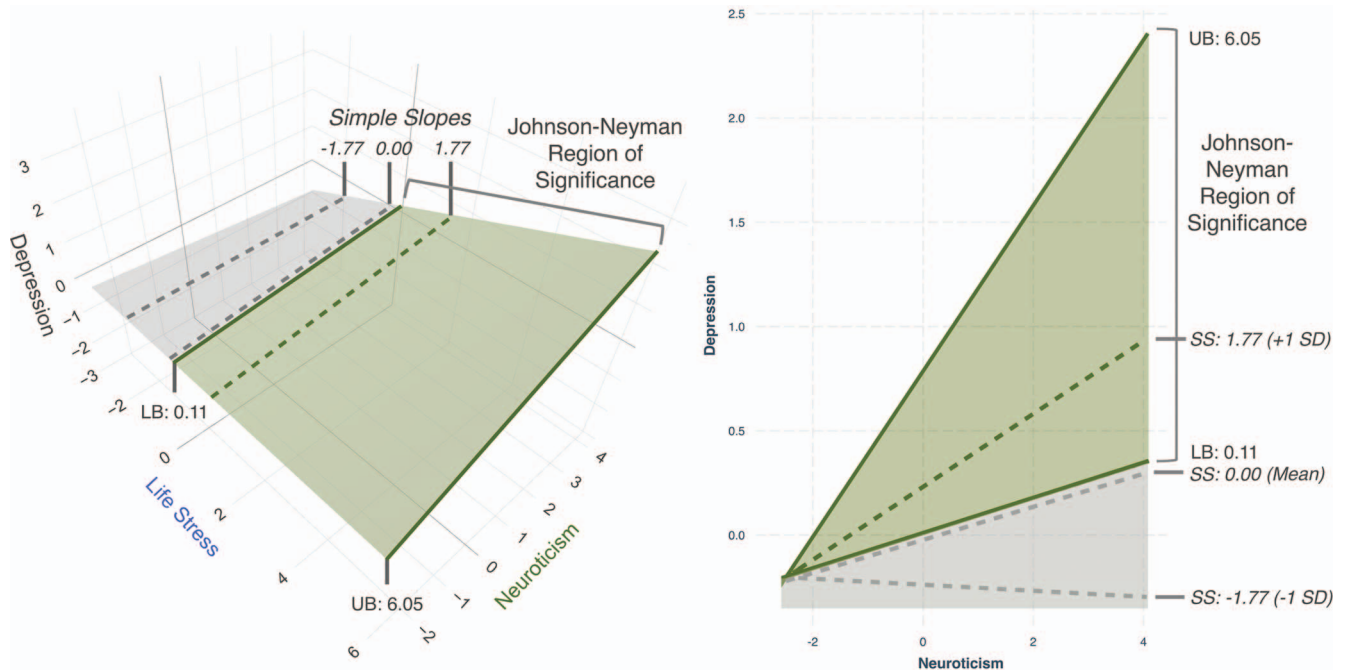 Simple Slopes
-1.77 0.00 1.77
Johnson-Neyman
Region of
Significance
3
2
1
0
-1
-2
-3
Depression
-2
0
2
4
6
Life Stress
LB: 0.11
UB: 6.05
-2
-1
0
1
2
3
4
Neuroticism
2.5
2.0
1.5
1.0
0.5
0.0
Depression
-2 0 2 4
Neuroticism
UB: 6.05
Johnson-
Neyman
Region of
Significance
SS: 1.77 (+1 SD)
LB: 0.11
SS: 0.00 (Mean)
SS: -1.77 (-1 SD)